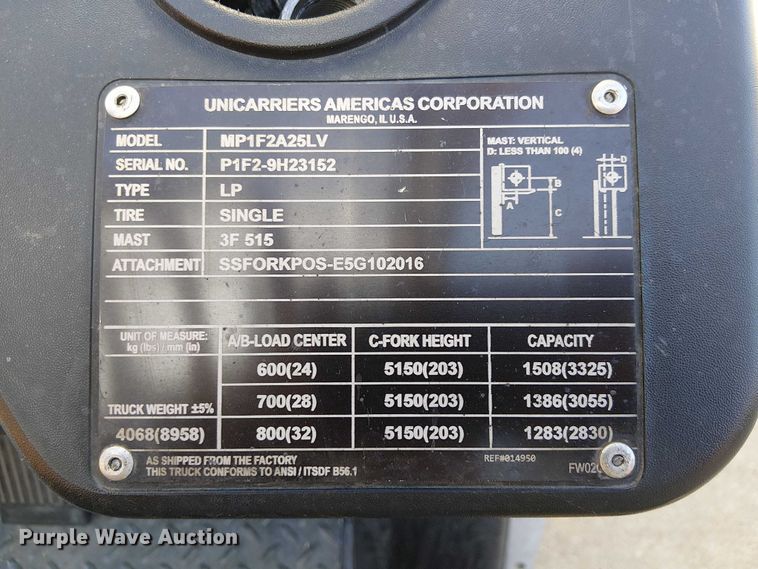 UNICARRIERS AMERICAS CORPORATION
MARENGO, IL U.S.A.
MODEL MP1F2A25LV
SERIAL NO. P1F2-9H23152
TYPE LP
TIRE SINGLE
MAST 3F 515
ATTACHMENT SSFORKPOS-E5G102016
MAST: VERTICAL
D: LESS THAN 100 (4)
D
A
B
C
UNIT OF MEASURE:
kg (lbs) / mm (in)
A/B-LOAD CENTER C-FORK HEIGHT CAPACITY
600(24) 5150(203) 1508(3325)
700(28) 5150(203) 1386(3055)
TRUCK WEIGHT ±5%
4068(8958) 800(32) 5150(203) 1283(2830)
AS SHIPPED FROM THE FACTORY
THIS TRUCK CONFORMS TO ANSI / ITSDF B56.1
REF#014950
Purple Wave Auction